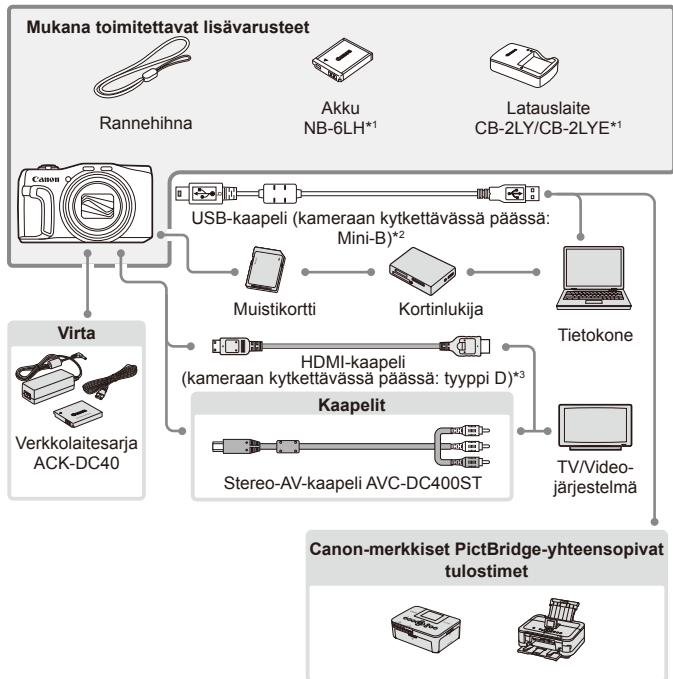 Mukana toimitettavat lisävarusteet
Rannehihna
Akku
NB-6LH*1
Latauslaite
CB-2LY/CB-2LYE*1
Canon
USB-kaapeli (kameraan kytkettävässä päässä:
Mini-B)*2
Muistikortti
Kortinlukija
Tietokone
Virta
Verkkolaitesarja
ACK-DC40
HDMI-kaapeli
(kameraan kytkettävässä päässä: tyyppi D)*3
Kaapelit
Stereo-AV-kaapeli AVC-DC400ST
TV/Video-
järjestelmä
Canon-merkkiset PictBridge-yhteensopivat
tulostimet